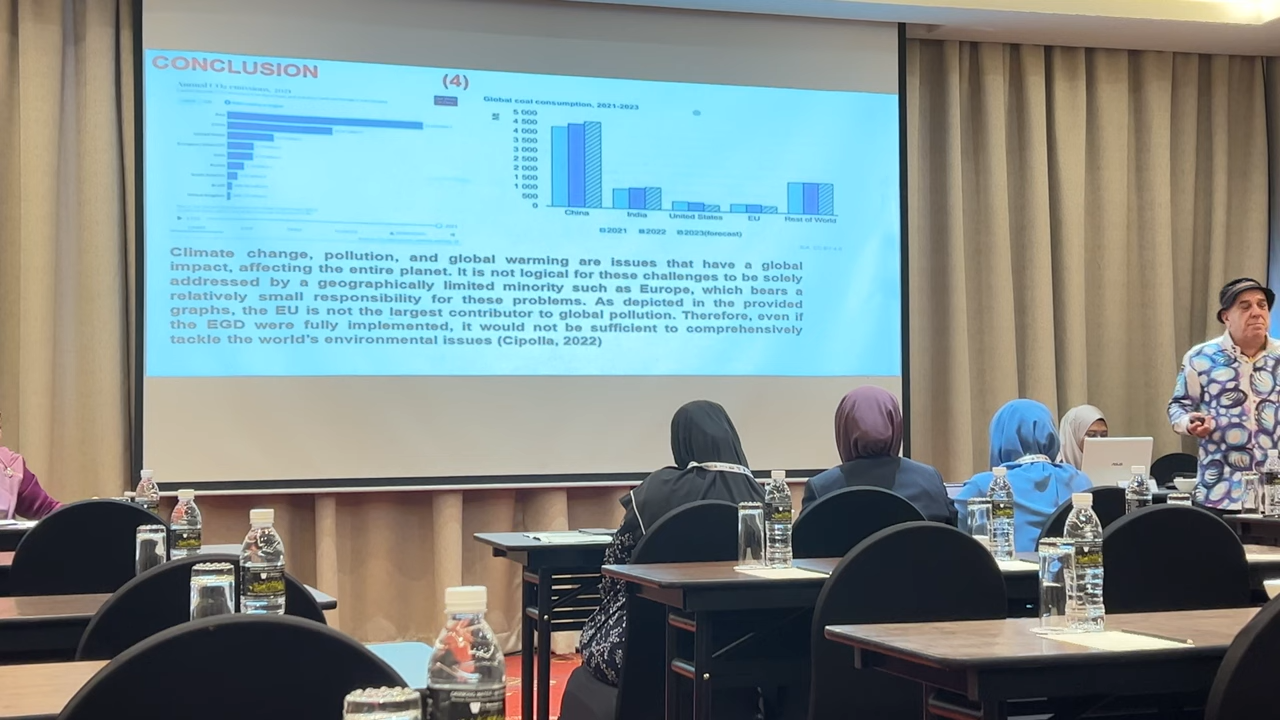 CONCLUSION
(4)
Annual CO₂ emissions, 2021
Global coal consumption, 2021-2023
Mt
5 000
4 500
4 000
3 500
3 000
2 500
2 000
1 500
1 000
500
0
China
India
United States
EU
Rest of World
2021
2022
2023(forecast)
Climate change, pollution, and global warming are issues that have a global
impact, affecting the entire planet. It is not logical for these challenges to be solely
addressed by a geographically limited minority such as Europe, which bears a
relatively small responsibility for these problems. As depicted in the provided
graphs, the EU is not the largest contributor to global pollution. Therefore, even if
the EGD were fully implemented, it would not be sufficient to comprehensively
tackle the world's environmental issues (Cipolla, 2022)
ASUS